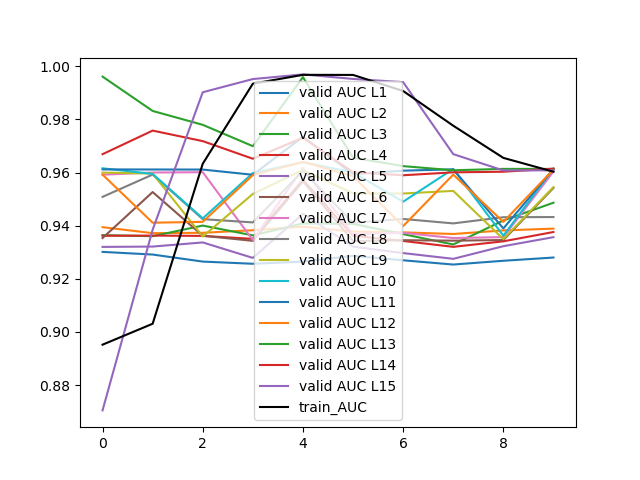 1.00
0.98
0.96
0.94
0.92
0.90
0.88
0
2
4
6
8
valid AUC L1
valid AUC L2
valid AUC L3
valid AUC L4
valid AUC L5
valid AUC L6
valid AUC L7
valid AUC L8
valid AUC L9
valid AUC L10
valid AUC L11
valid AUC L12
valid AUC L13
valid AUC L14
valid AUC L15
train_AUC